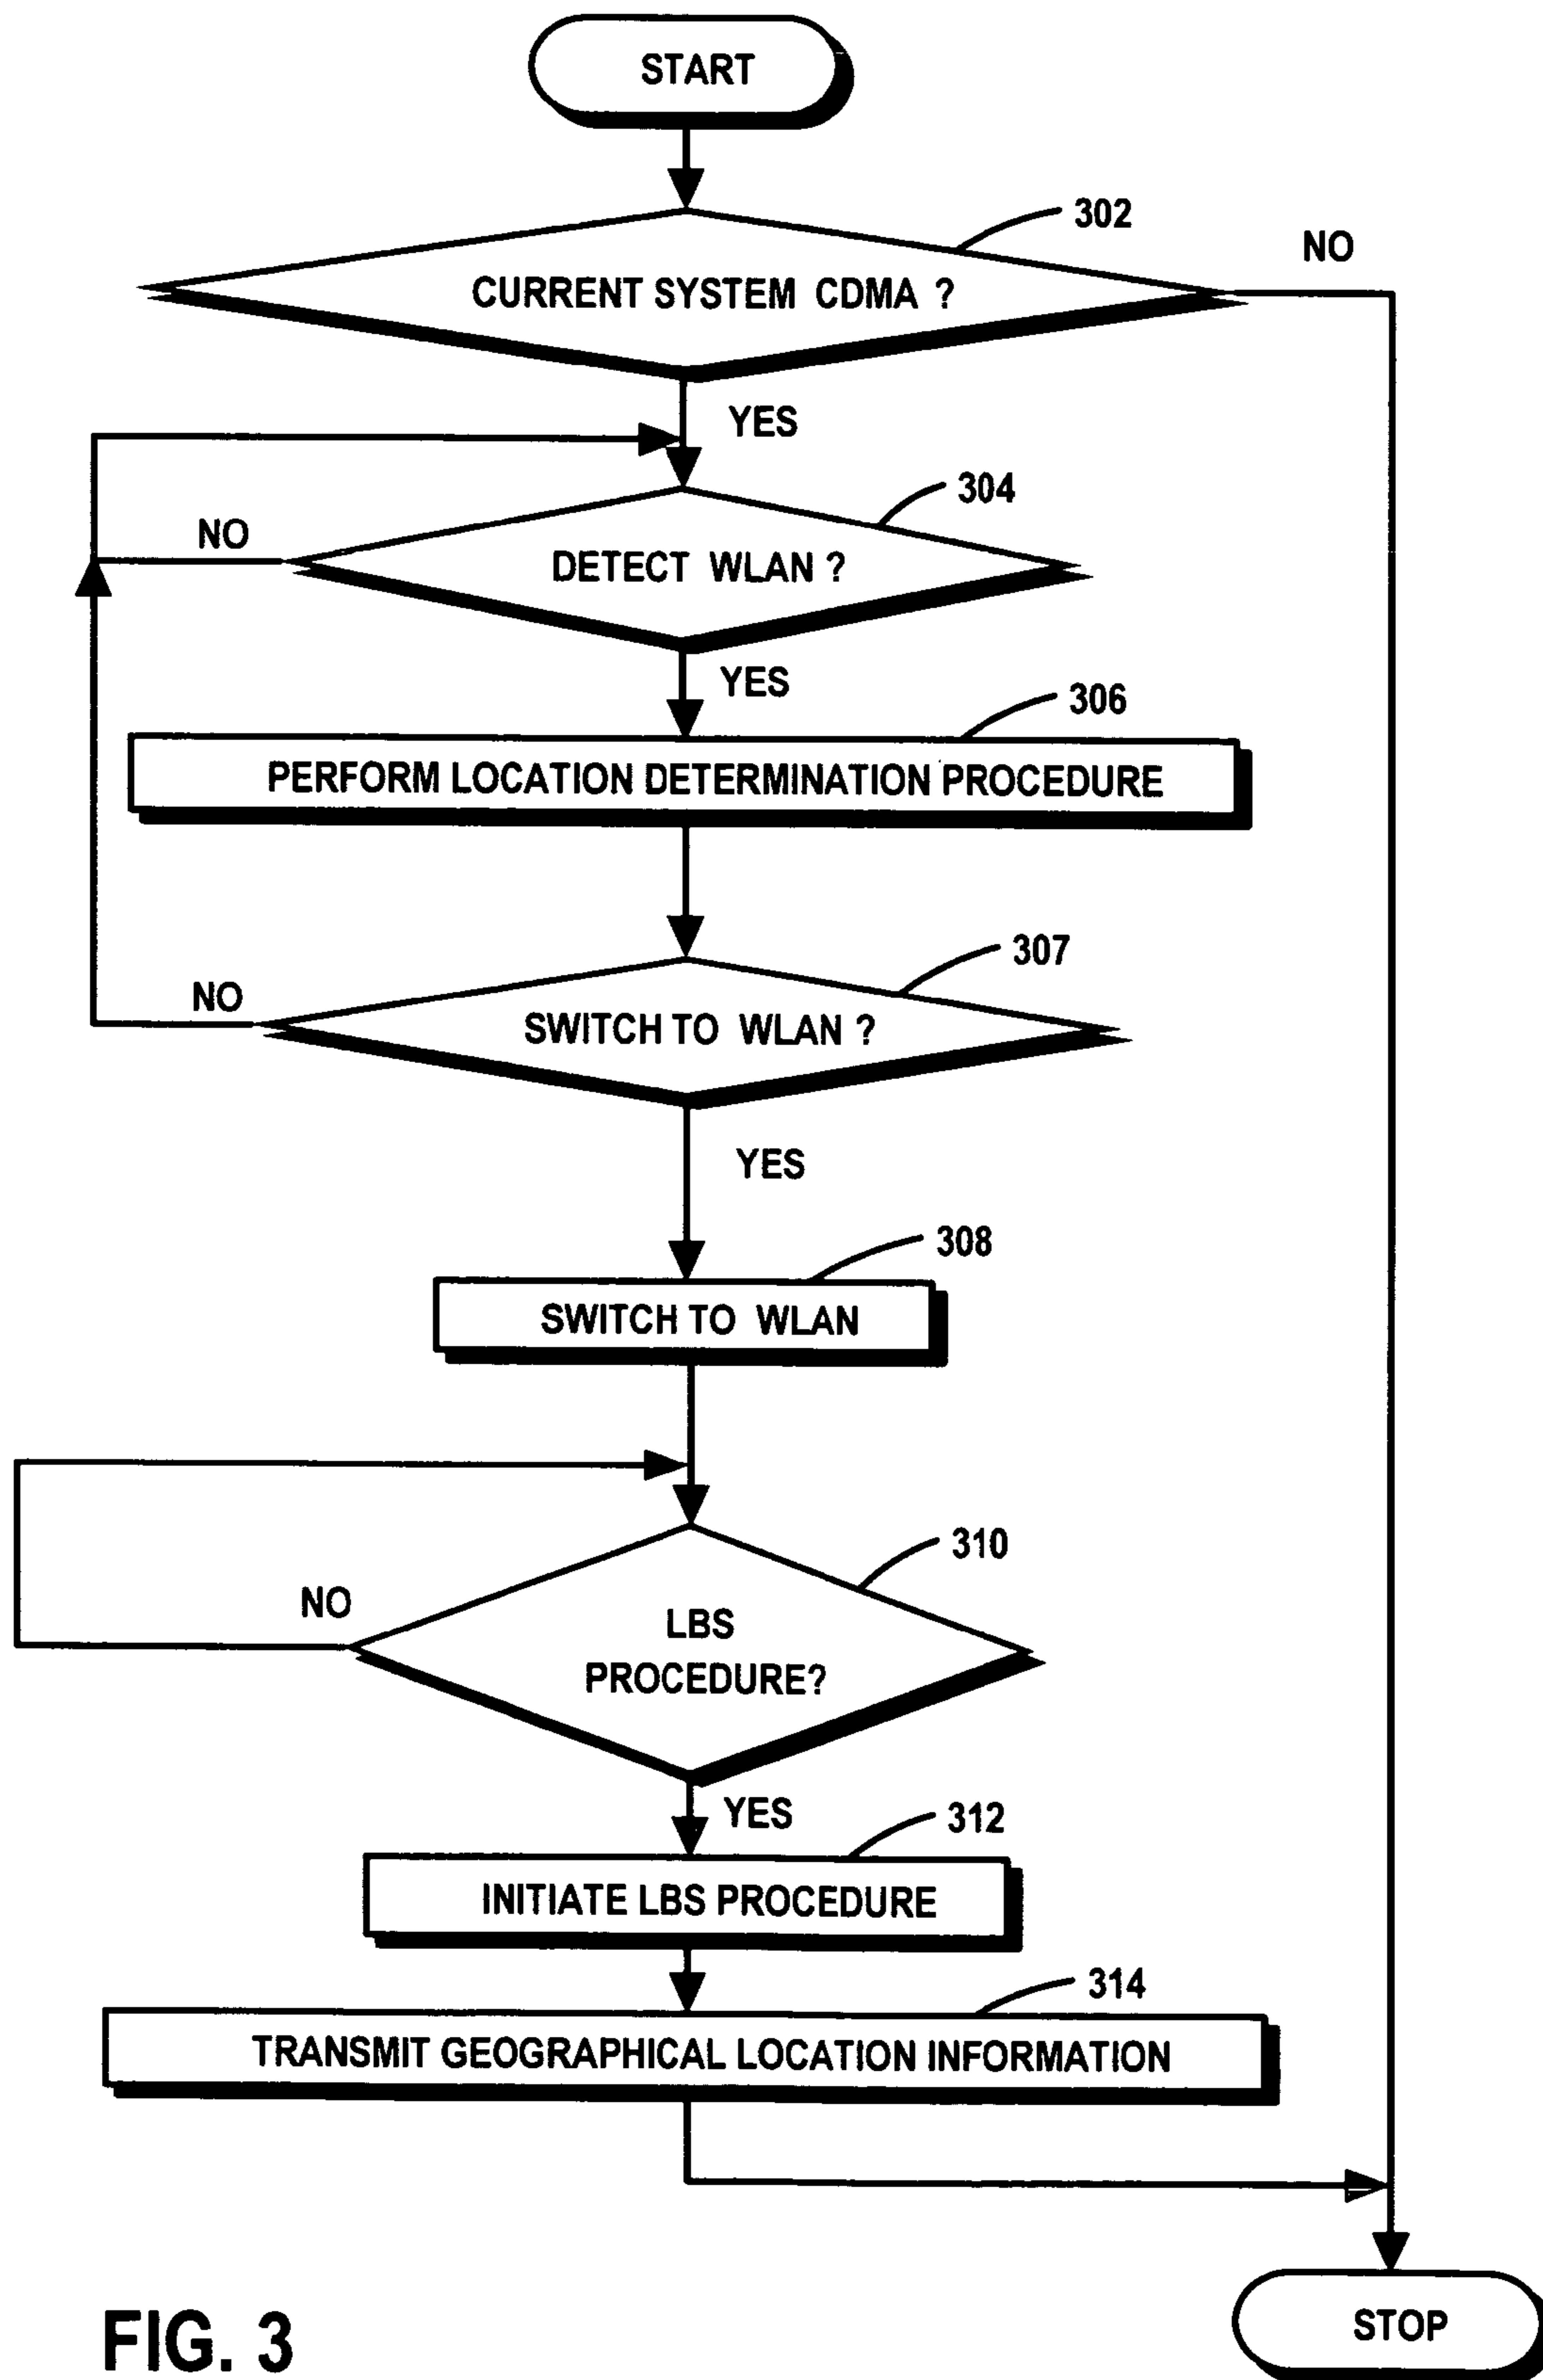 START
302
NO
CURRENT SYSTEM CDMA ?
YES
304
NO
DETECT WLAN ?
YES
306
PERFORM LOCATION DETERMINATION PROCEDURE
307
NO
SWITCH TO WLAN ?
YES
308
SWITCH TO WLAN
310
NO
LBS
PROCEDURE?
YES
312
INITIATE LBS PROCEDURE
314
TRANSMIT GEOGRAPHICAL LOCATION INFORMATION
STOP
FIG. 3